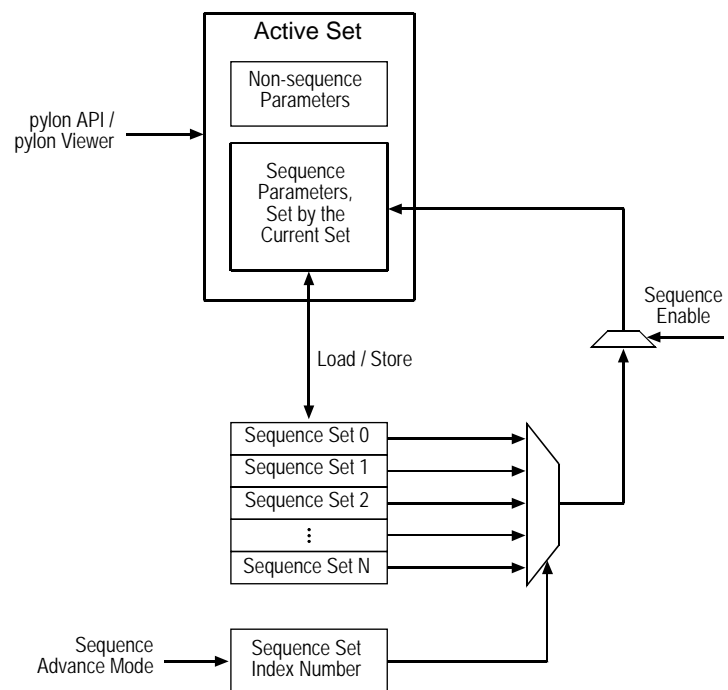 Active Set
Non-sequence
Parameters
pylon API /
pylon Viewer
Sequence
Parameters,
Set by the
Current Set
Sequence
Enable
Load / Store
Sequence Set 0
Sequence Set 1
Sequence Set 2
⋮
Sequence Set N
Sequence
Advance Mode
Sequence Set
Index Number